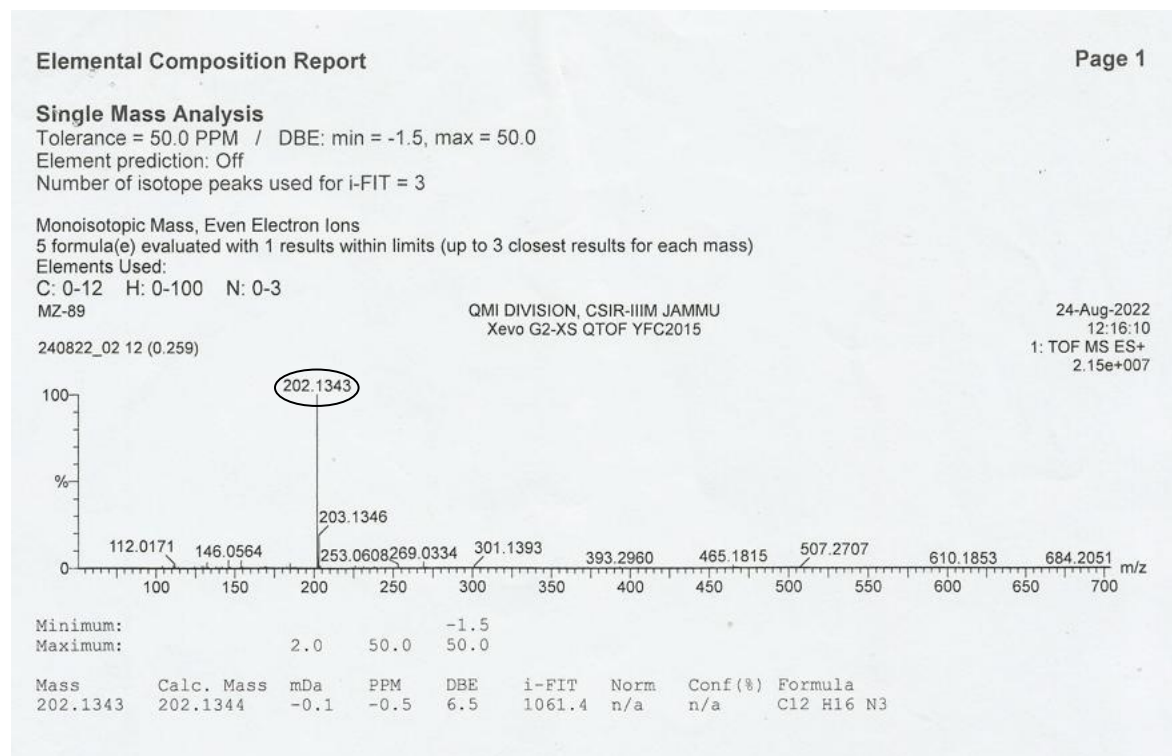 Elemental Composition Report Page 1
Single Mass Analysis
Tolerance = 50.0 PPM / DBE: min = -1.5, max = 50.0
Element prediction: Off
Number of isotope peaks used for i-FIT = 3
Monoisotopic Mass, Even Electron Ions
5 formula(e) evaluated with 1 results within limits (up to 3 closest results for each mass)
Elements Used:
C: 0-12 H: 0-100 N: 0-3
MZ-89 QMI DIVISION, CSIR-IIIM JAMMU 24-Aug-2022
Xevo G2-XS QTOF YFC2015 12:16:10
240822_02 12 (0.259) 1: TOF MS ES+
2.15e+007
100 202.1343
%
203.1346
112.0171 146.0564 253.0608 269.0334 301.1393 393.2960 465.1815 507.2707 610.1853 684.2051
0 m/z
100 150 200 250 300 350 400 450 500 550 600 650 700
Minimum: -1.5
Maximum: 2.0 50.0 50.0
Mass Calc. Mass mDa PPM DBE i-FIT Norm Conf(%) Formula
202.1343 202.1344 -0.1 -0.5 6.5 1061.4 n/a n/a C12 H16 N3